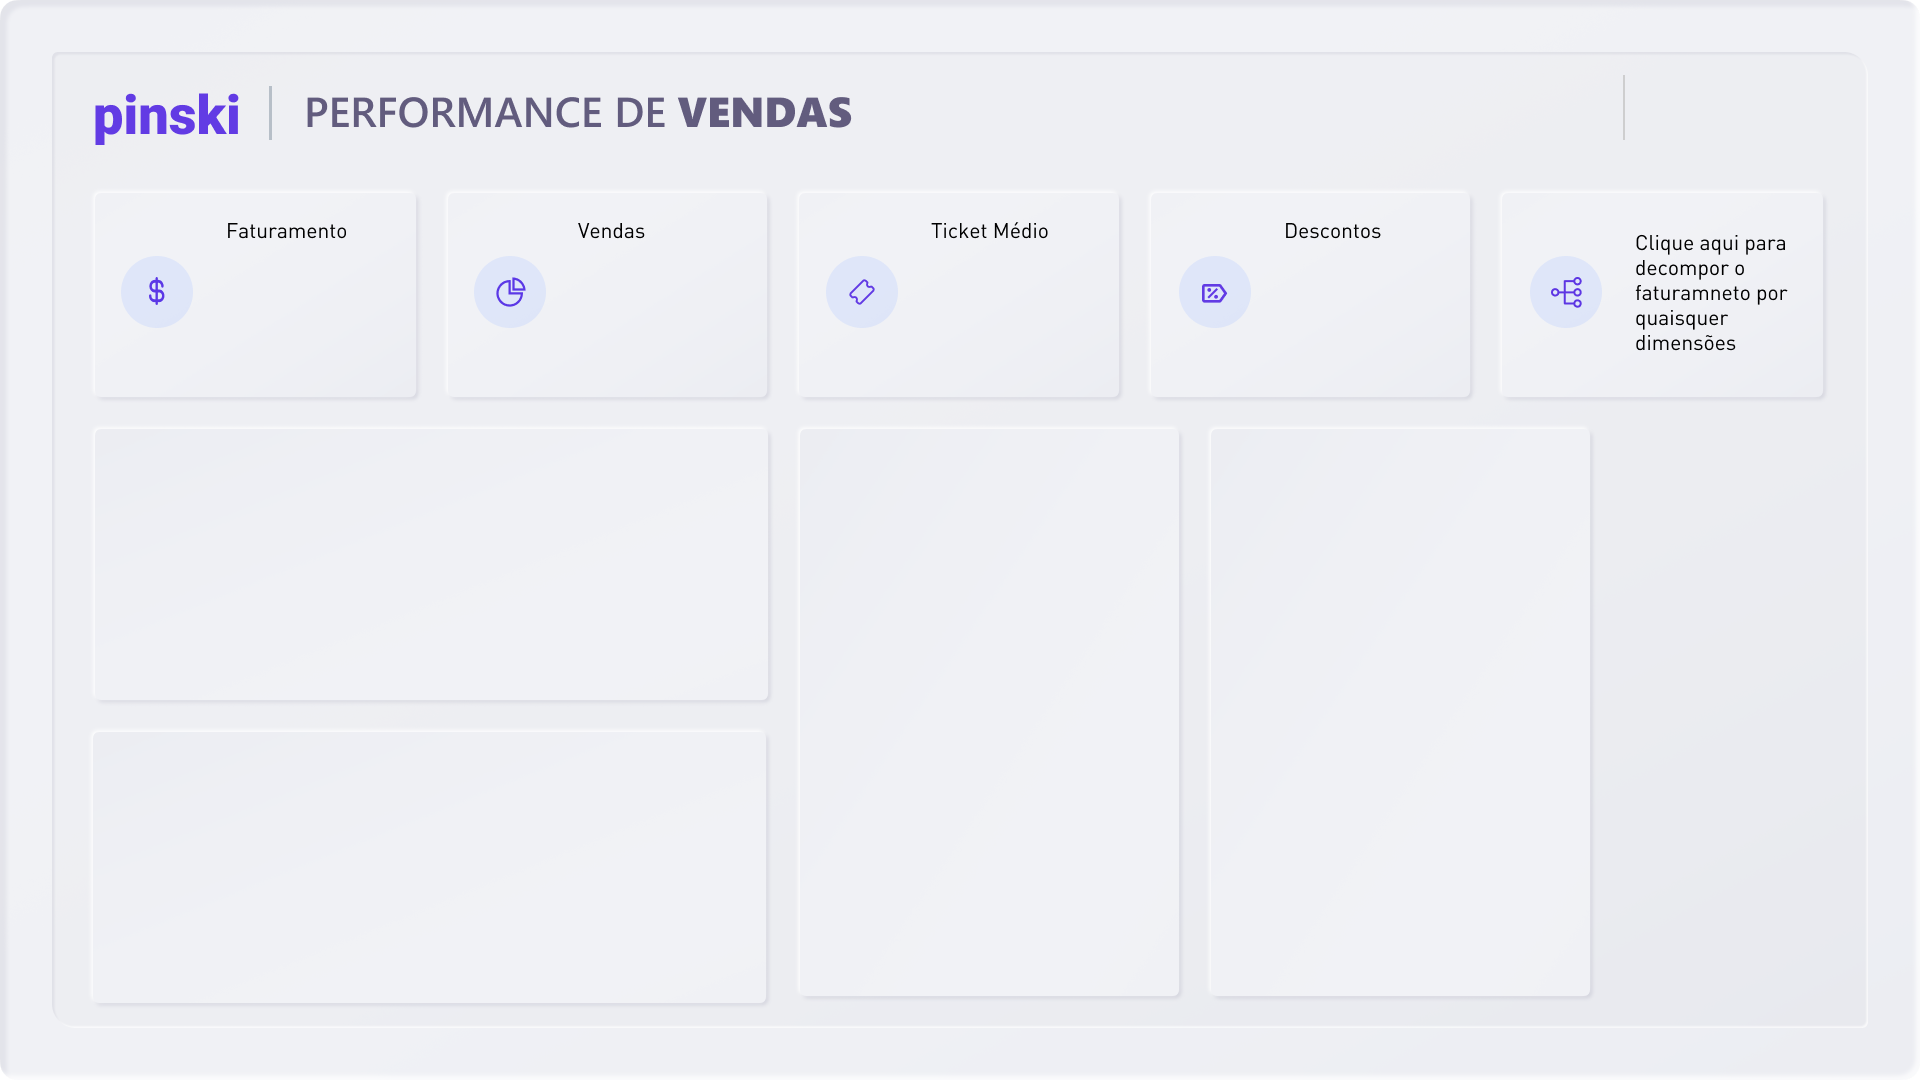 pinski
PERFORMANCE DE VENDAS
Faturamento
Vendas
Ticket Médio
Descontos
Clique aqui para
decompor o
faturamneto por
quaisquer
dimensões